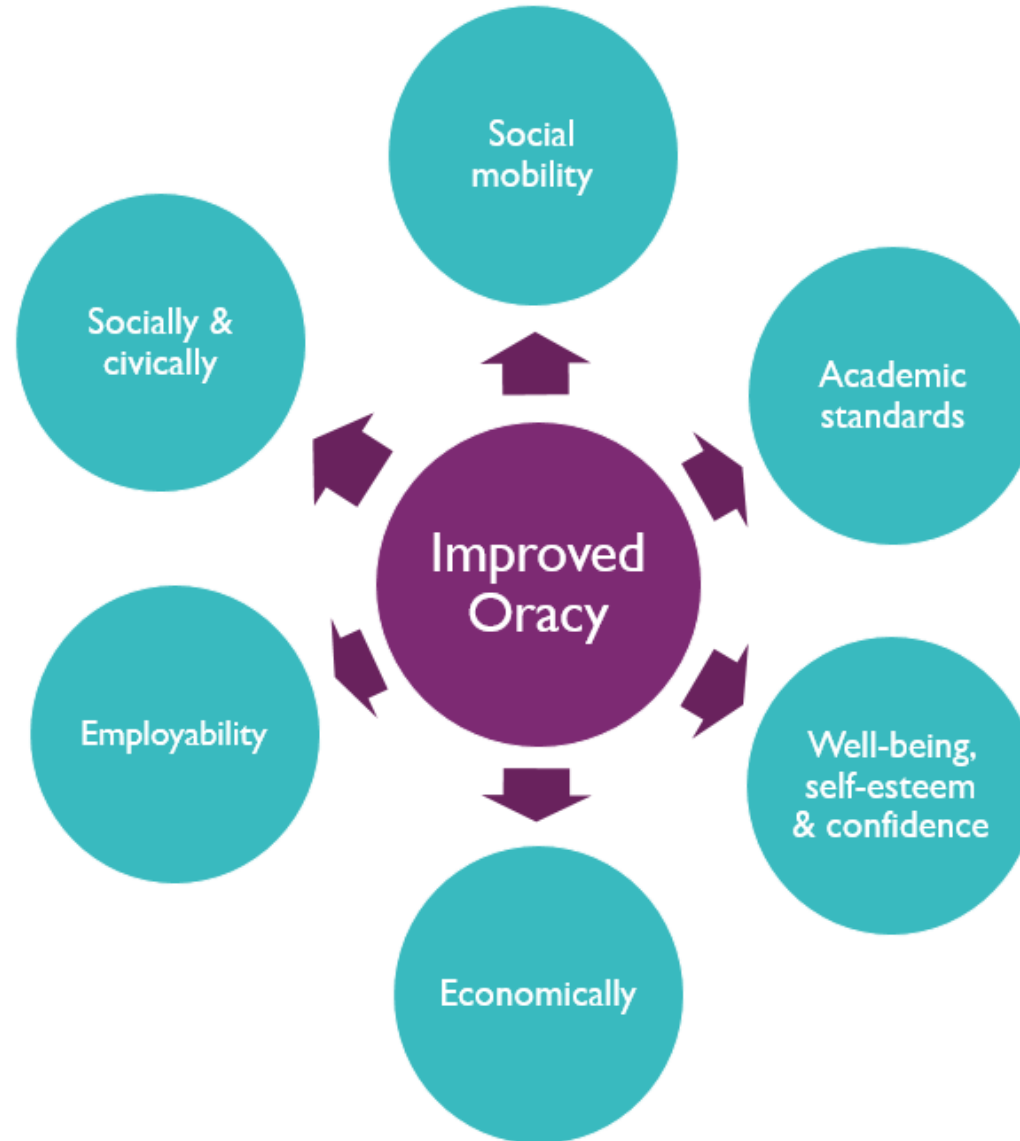 Social
mobility
Socially &
civically
Academic
standards
Improved
Oracy
Employability
Well-being,
self-esteem
& confidence
Economically